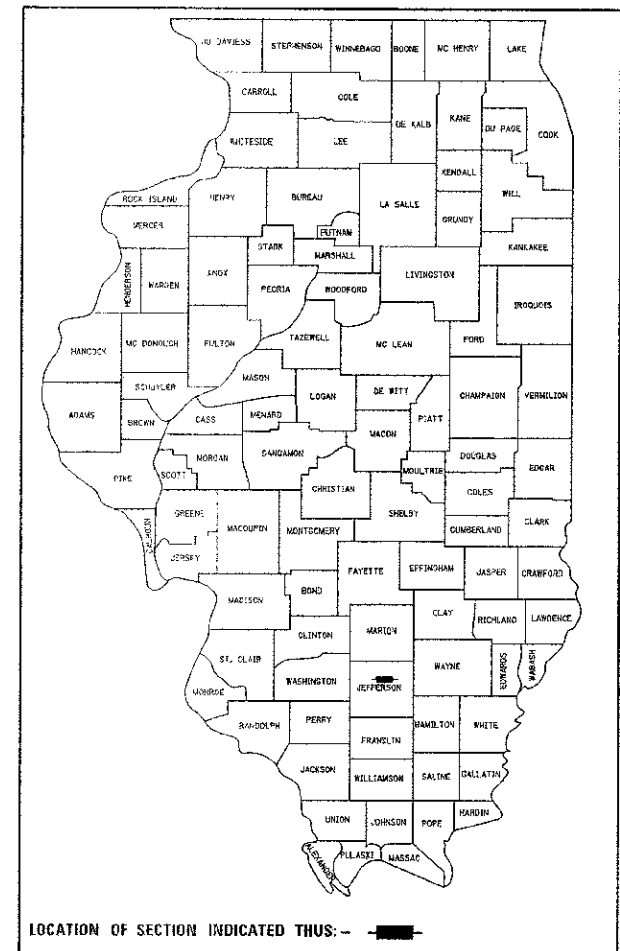 JO DAVIESS STEPHENSON WINNEBAGO BOONE MC HENRY LAKE
CARROLL OGLE DE KALB KANE DU PAGE COOK
WHITESIDE LEE KENDALL WILL
ROCK ISLAND HENRY BUREAU LA SALLE GRUNDY
MERCER PUTNAM KANKAKEE
STARK MARSHALL LIVINGSTON
HENDERSON WARREN KNOX PEORIA WOODFORD IROQUOIS
HANCOCK MC DONOUGH FULTON TAZEWELL MC LEAN FORD
MASON
SCHUYLER LOGAN DE WITT CHAMPAIGN VERMILION
ADAMS BROWN CASS MENARD PIATT
MACON
MORGAN SANGAMON DOUGLAS EDGAR
PIKE SCOTT CHRISTIAN MOULTRIE COLES
GREENE MACOUPIN MONTGOMERY SHELBY CUMBERLAND CLARK
CALHOUN JERSEY
FAYETTE EFFINGHAM JASPER CRAWFORD
MADISON BOND
CLAY RICHLAND LAWRENCE
CLINTON MARION
ST. CLAIR WAYNE EDWARDS WABASH
WASHINGTON JEFFERSON
MONROE
RANDOLPH PERRY HAMILTON WHITE
FRANKLIN
JACKSON WILLIAMSON SALINE GALLATIN
UNION JOHNSON POPE HARDIN
ALEXANDER PULASKI MASSAC
LOCATION OF SECTION INDICATED THUS: -